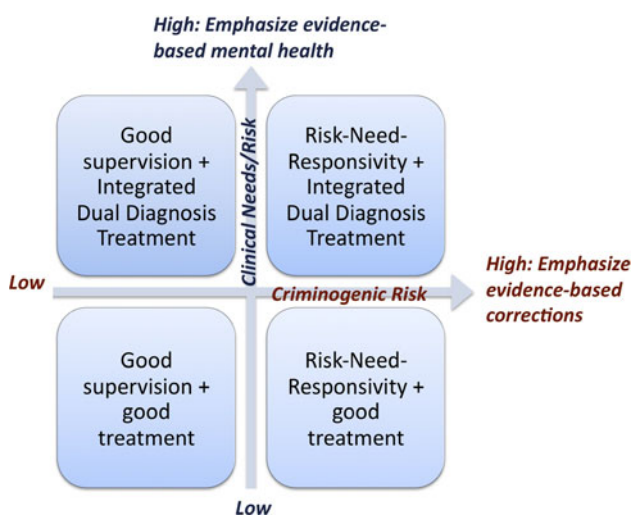 High: Emphasize evidence-
based mental health
Good
supervision +
Integrated
Dual Diagnosis
Treatment
Clinical Needs/Risk
Risk-Need-
Responsivity +
Integrated
Dual Diagnosis
Treatment
Low
Criminogenic Risk
High: Emphasize
evidence-based
corrections
Good
supervision +
good
treatment
Risk-Need-
Responsivity +
good
treatment
Low